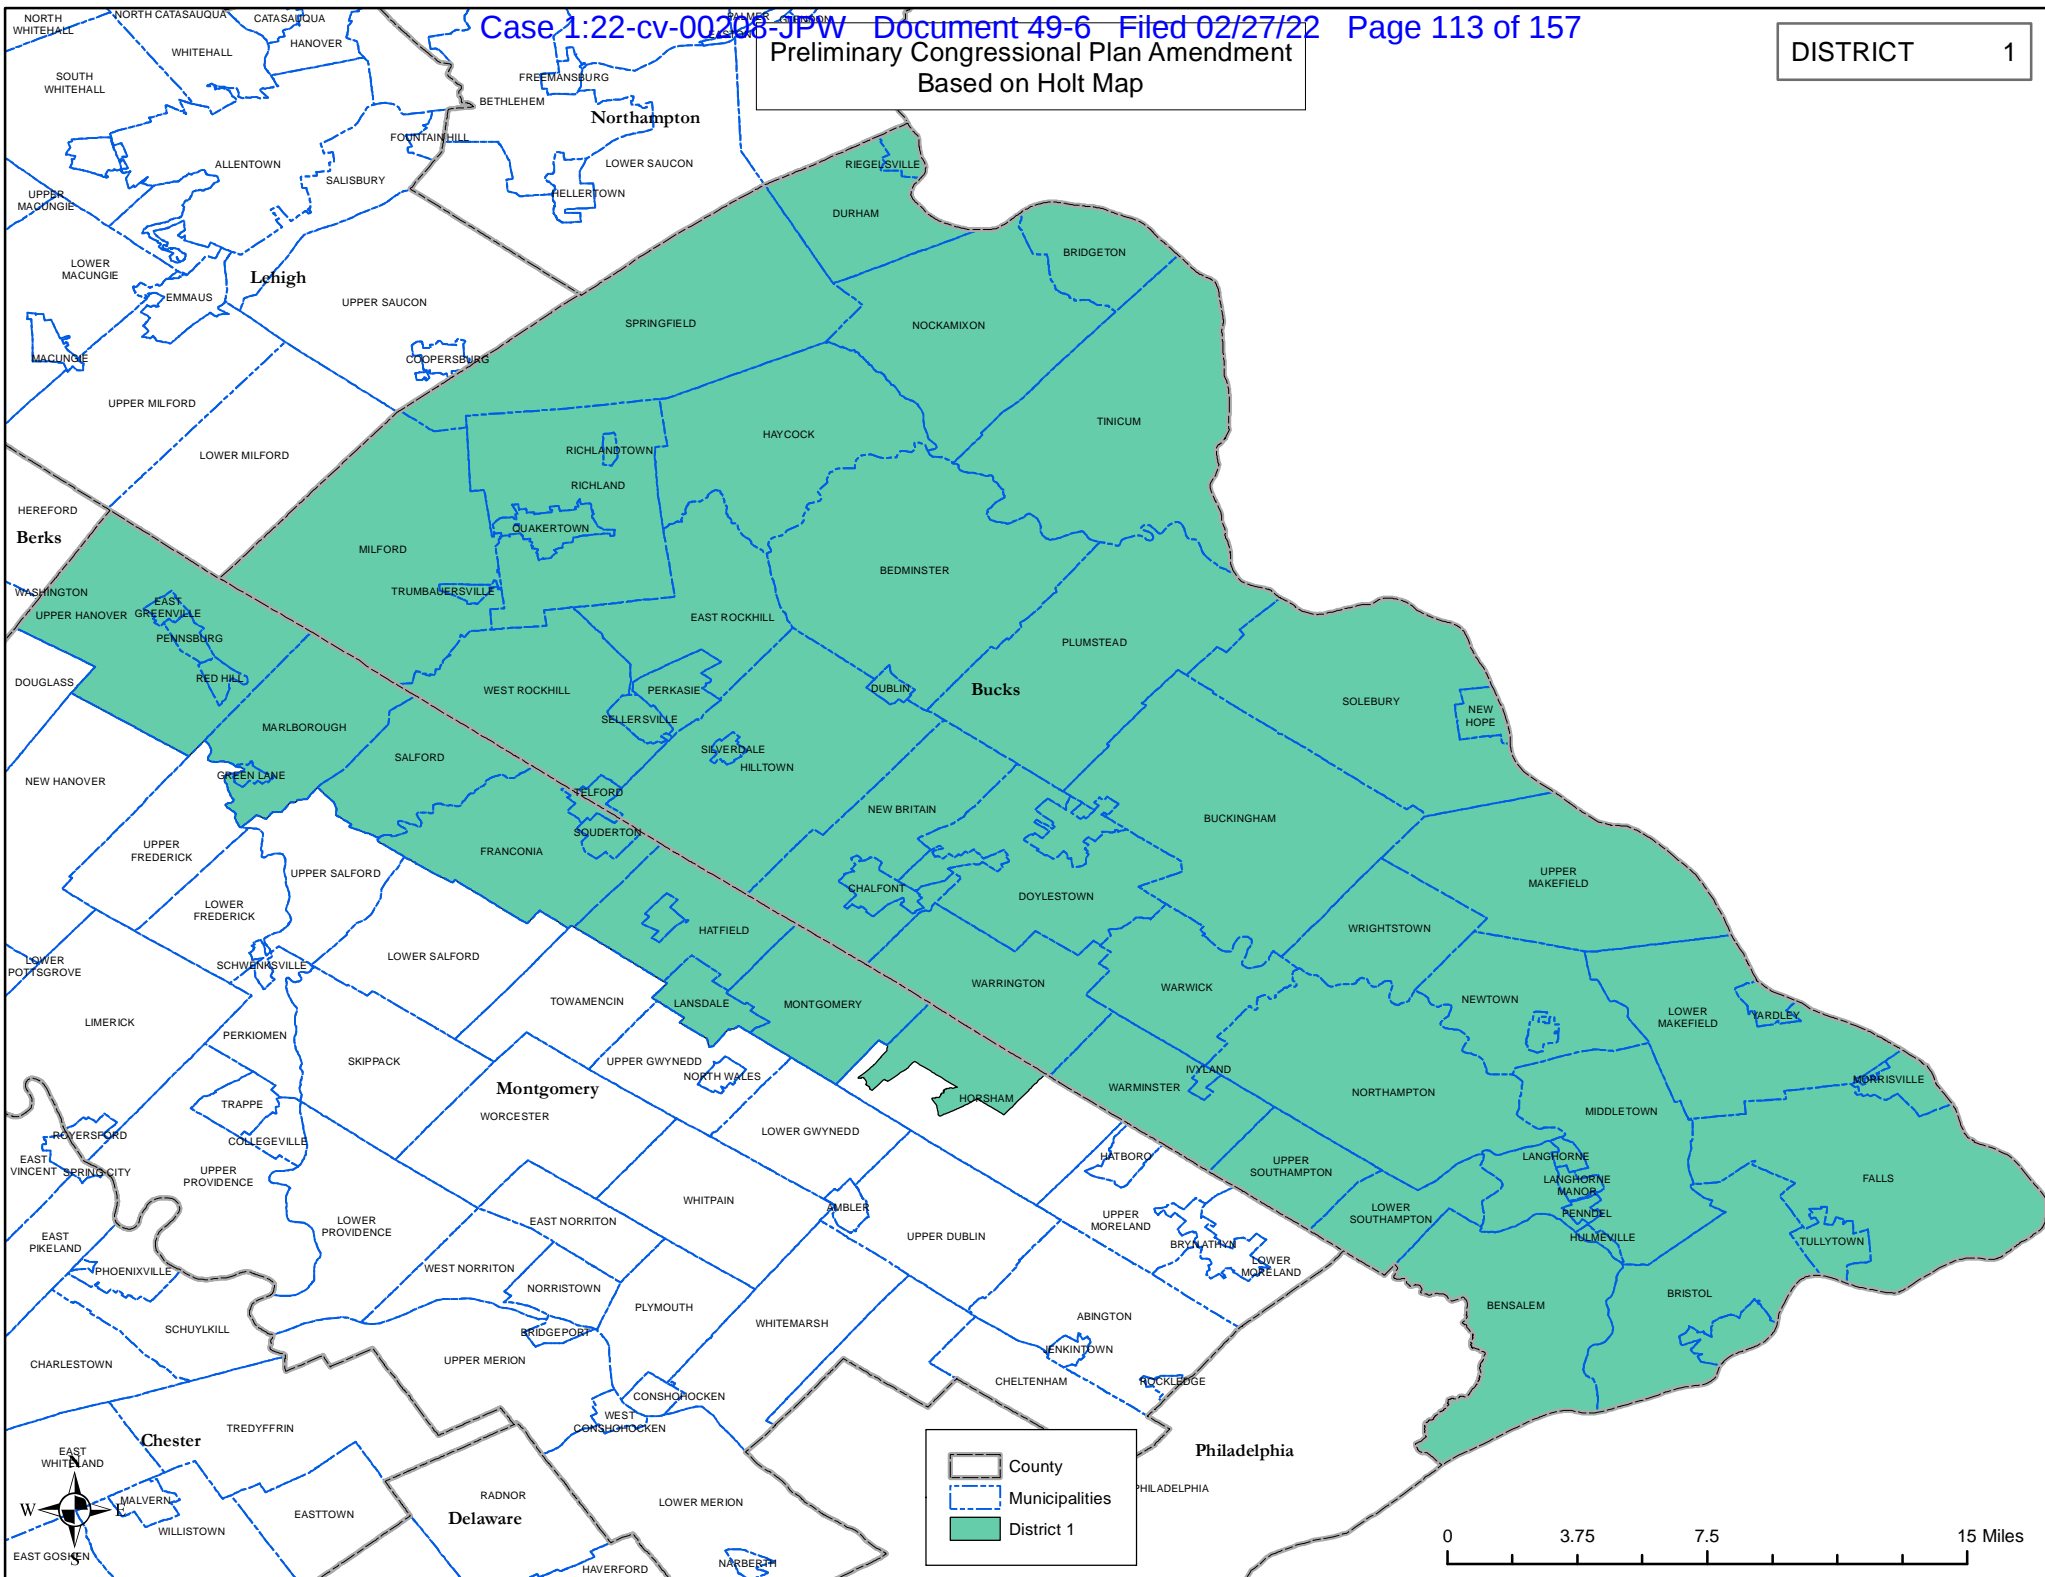 Case 1:22-cv-00208-JPW Document 49-6 Filed 02/27/22 Page 113 of 157
Preliminary Congressional Plan Amendment
Based on Holt Map
DISTRICT 1
NORTH
WHITEHALL
NORTH CATASAUQUA
CATASAUQUA
PALMER
EASTON
WHITEHALL
HANOVER
SOUTH
WHITEHALL
FREEMANSBURG
BETHLEHEM
Northampton
FOUNTAIN HILL
ALLENTOWN
LOWER SAUCON
RIEGELSVILLE
SALISBURY
UPPER
MACUNGIE
HELLERTOWN
DURHAM
BRIDGETON
LOWER
MACUNGIE
Lehigh
EMMAUS
UPPER SAUCON
SPRINGFIELD
NOCKAMIXON
MACUNGIE
COOPERSBURG
UPPER MILFORD
TINICUM
HAYCOCK
LOWER MILFORD
RICHLANDTOWN
RICHLAND
HEREFORD
Berks
QUAKERTOWN
MILFORD
BEDMINSTER
WASHINGTON
TRUMBAUERSVILLE
EAST
GREENVILLE
UPPER HANOVER
EAST ROCKHILL
PENNSBURG
PLUMSTEAD
RED HILL
DOUGLASS
WEST ROCKHILL
PERKASIE
DUBLIN
Bucks
SOLEBURY
NEW
HOPE
SELLERSVILLE
MARLBOROUGH
SALFORD
SILVERDALE
HILLTOWN
GREEN LANE
NEW HANOVER
TELFORD
NEW BRITAIN
BUCKINGHAM
SOUDERTON
UPPER
FREDERICK
FRANCONIA
UPPER SALFORD
UPPER
MAKEFIELD
CHALFONT
DOYLESTOWN
LOWER
FREDERICK
HATFIELD
WRIGHTSTOWN
LOWER
POTTSGROVE
SCHWENKSVILLE
LOWER SALFORD
WARRINGTON
WARWICK
TOWAMENCIN
LANSDALE
MONTGOMERY
NEWTOWN
LOWER
MAKEFIELD
YARDLEY
LIMERICK
PERKIOMEN
SKIPPACK
UPPER GWYNEDD
NORTH WALES
IVYLAND
WARMINSTER
MORRISVILLE
Montgomery
HORSHAM
NORTHAMPTON
TRAPPE
WORCESTER
MIDDLETOWN
ROYERSFORD
COLLEGEVILLE
LOWER GWYNEDD
HATBORO
LANGHORNE
EAST
VINCENT
SPRING CITY
UPPER
PROVIDENCE
UPPER
SOUTHAMPTON
LANGHORNE
MANOR
FALLS
WHITPAIN
AMBLER
LOWER
SOUTHAMPTON
PENNDEL
LOWER
PROVIDENCE
EAST NORRITON
UPPER
MORELAND
HULMEVILLE
EAST
PIKELAND
UPPER DUBLIN
BRYN ATHYN
TULLYTOWN
PHOENIXVILLE
WEST NORRITON
LOWER
MORELAND
NORRISTOWN
BRISTOL
BENSALEM
PLYMOUTH
SCHUYLKILL
WHITEMARSH
ABINGTON
BRIDGEPORT
JENKINTOWN
CHARLESTOWN
UPPER MERION
CHELTENHAM
ROCKLEDGE
CONSHOHOCKEN
WEST
CONSHOHOCKEN
TREDYFFRIN
Chester
Philadelphia
EAST
WHITELAND
N
W
E
S
County
Municipalities
District 1
PHILADELPHIA
MALVERN
RADNOR
LOWER MERION
Delaware
EASTTOWN
WILLISTOWN
EAST GOSHEN
HAVERFORD
NARBERTH
0 3.75 7.5 15 Miles